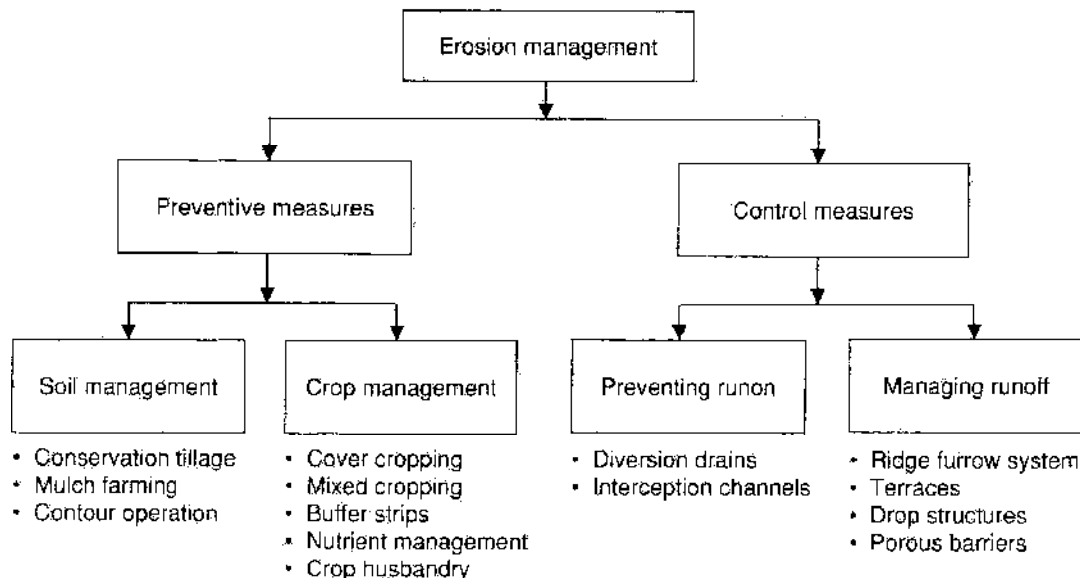 Erosion management
Preventive measures
Control measures
Soil management
Crop management
Preventing runon
Managing runoff
• Conservation tillage
• Mulch farming
• Contour operation
• Cover cropping
• Mixed cropping
• Buffer strips
• Nutrient management
• Crop husbandry
• Diversion drains
• Interception channels
• Ridge furrow system
• Terraces
• Drop structures
• Porous barriers